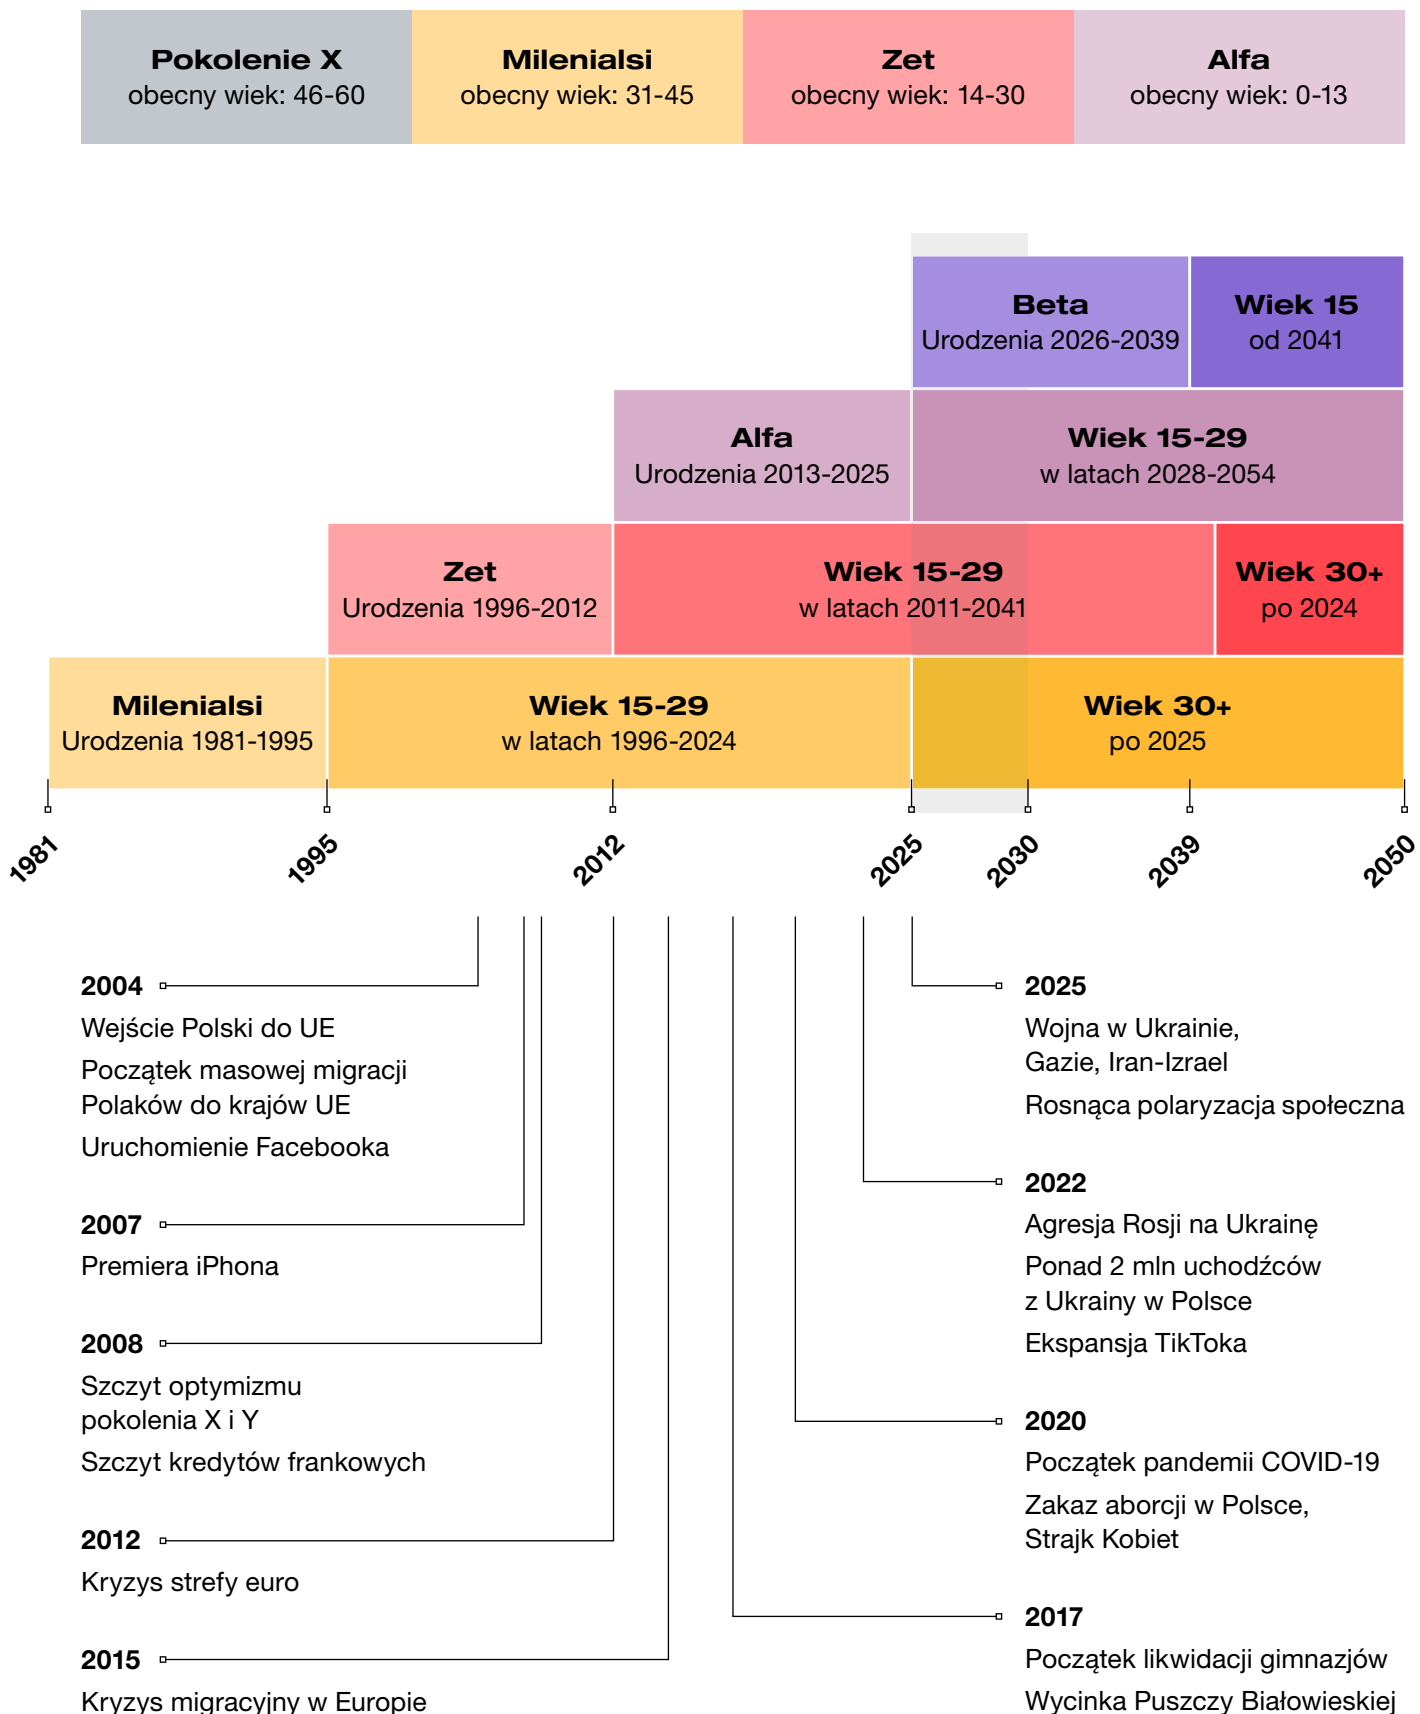 Pokolenie X
obecny wiek: 46-60
Milenialsi
obecny wiek: 31-45
Zet
obecny wiek: 14-30
Alfa
obecny wiek: 0-13
Beta
Urodzenia 2026-2039
Wiek 15
od 2041
Alfa
Urodzenia 2013-2025
Wiek 15-29
w latach 2028-2054
Zet
Urodzenia 1996-2012
Wiek 15-29
w latach 2011-2041
Wiek 30+
po 2024
Milenialsi
Urodzenia 1981-1995
Wiek 15-29
w latach 1996-2024
Wiek 30+
po 2025
1981
1995
2012
2025
2030
2039
2050
2004
Wejście Polski do UE
Początek masowej migracji
Polaków do krajów UE
Uruchomienie Facebooka
2007
Premiera iPhona
2008
Szczyt optymizmu
pokolenia X i Y
Szczyt kredytów frankowych
2012
Kryzys strefy euro
2015
Kryzys migracyjny w Europie
2025
Wojna w Ukrainie,
Gazie, Iran-Izrael
Rosnąca polaryzacja społeczna
2022
Agresja Rosji na Ukrainę
Ponad 2 mln uchodźców
z Ukrainy w Polsce
Ekspansja TikToka
2020
Początek pandemii COVID-19
Zakaz aborcji w Polsce,
Strajk Kobiet
2017
Początek likwidacji gimnazjów
Wycinka Puszczy Białowieskiej